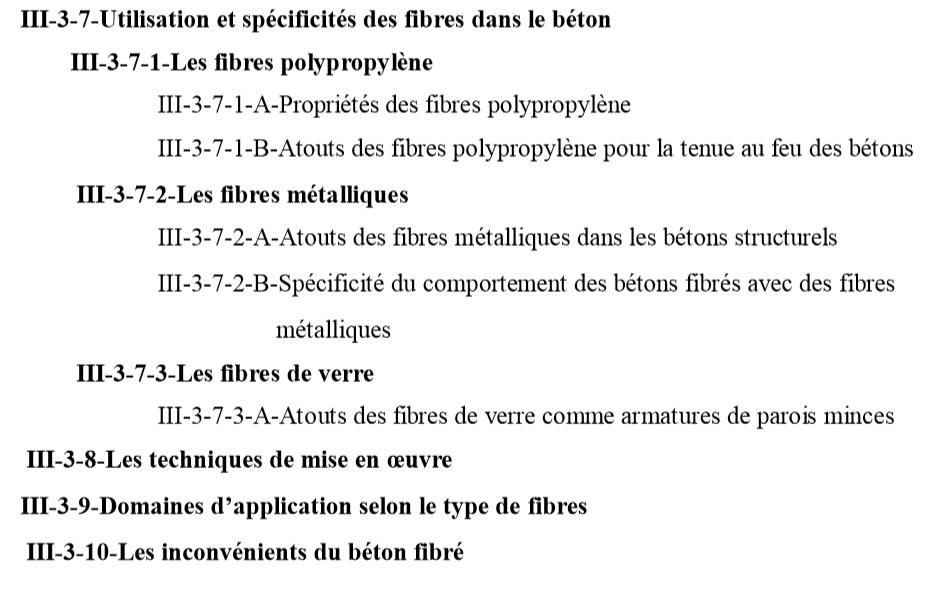 III-3-7-Utilisation et spécificités des fibres dans le béton
III-3-7-1-Les fibres polypropylène
III-3-7-1-A-Propriétés des fibres polypropylène
III-3-7-1-B-Atouts des fibres polypropylène pour la tenue au feu des bétons
III-3-7-2-Les fibres métalliques
III-3-7-2-A-Atouts des fibres métalliques dans les bétons structurels
III-3-7-2-B-Spécificité du comportement des bétons fibrés avec des fibres
métalliques
III-3-7-3-Les fibres de verre
III-3-7-3-A-Atouts des fibres de verre comme armatures de parois minces
III-3-8-Les techniques de mise en œuvre
III-3-9-Domaines d’application selon le type de fibres
III-3-10-Les inconvénients du béton fibré